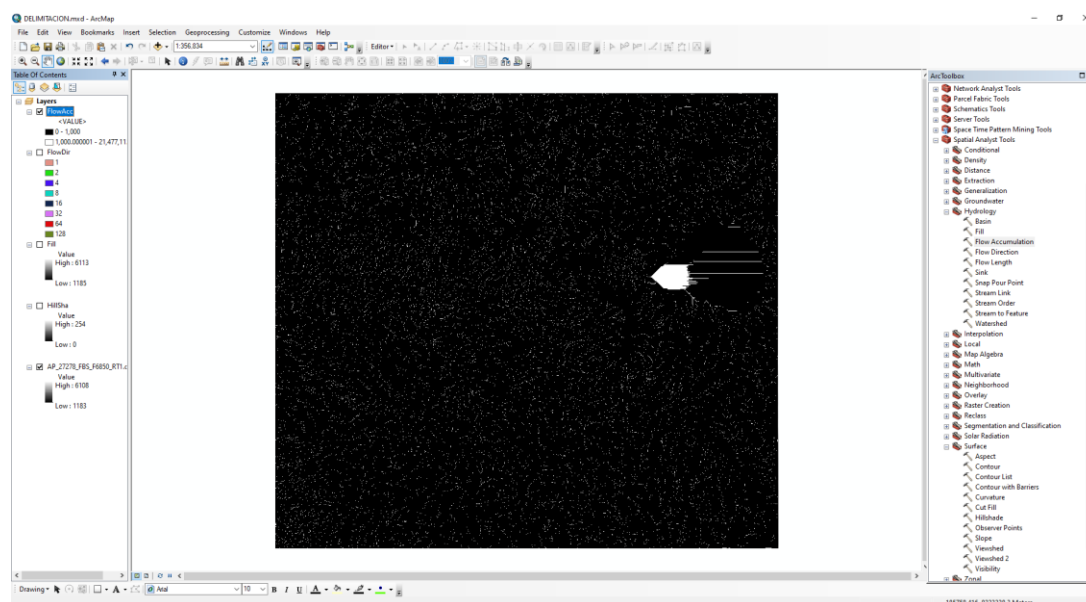 DELIMITACION.mxd - ArcMap
File Edit View Bookmarks Insert Selection Geoprocessing Customize Windows Help
1:356.834
Editor
Table Of Contents
ArcToolbox
Layers
FlowAcc
<VALUE>
0 - 1,000
1,000.000001 - 21,477,11
FlowDir
1
2
4
8
16
32
64
128
Fill
Value
High : 6113
Low : 1185
HillSha
Value
High : 254
Low : 0
AP_27278_FBS_F6850_RT1.c
Value
High : 6108
Low : 1183
Network Analyst Tools
Parcel Fabric Tools
Schematics Tools
Server Tools
Space Time Pattern Mining Tools
Spatial Analyst Tools
Conditional
Density
Distance
Extraction
Generalization
Groundwater
Hydrology
Basin
Fill
Flow Accumulation
Flow Direction
Flow Length
Sink
Snap Pour Point
Stream Link
Stream Order
Stream to Feature
Watershed
Interpolation
Local
Map Algebra
Math
Multivariate
Neighborhood
Overlay
Raster Creation
Reclass
Segmentation and Classification
Solar Radiation
Surface
Aspect
Contour
Contour List
Contour with Barriers
Curvature
Cut Fill
Hillshade
Observer Points
Slope
Viewshed
Viewshed 2
Visibility
Zonal
Drawing
Arial
10
B I U A